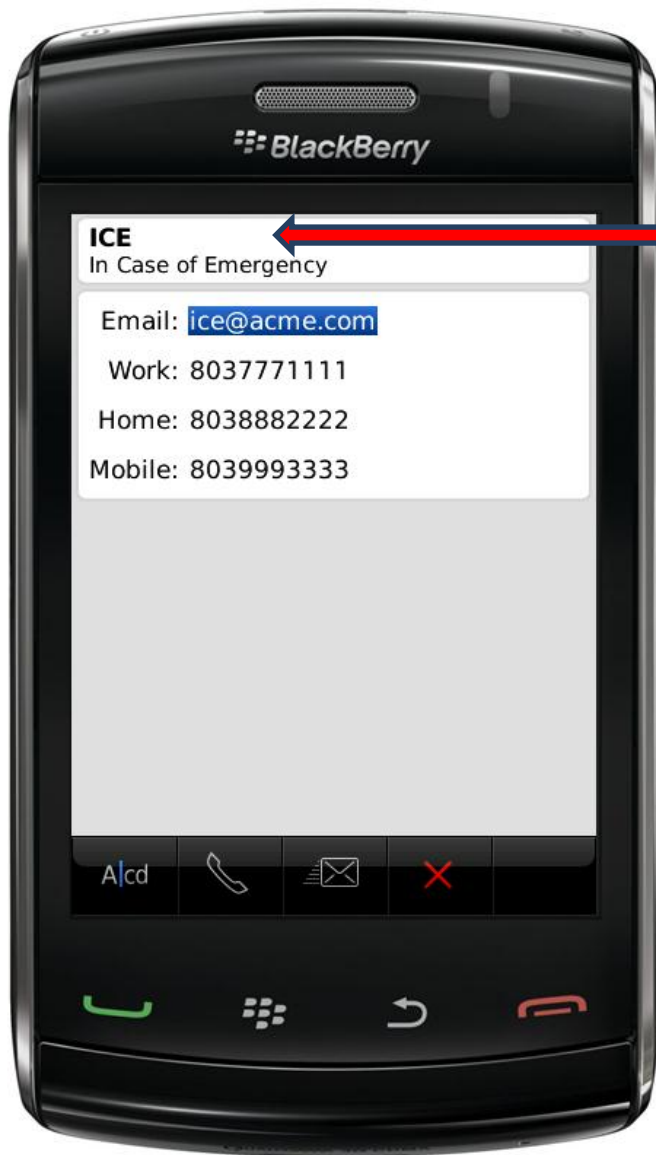 BlackBerry
ICE
In Case of Emergency
Email: ice@acme.com
Work: 8037771111
Home: 8038882222
Mobile: 8039993333
A|cd